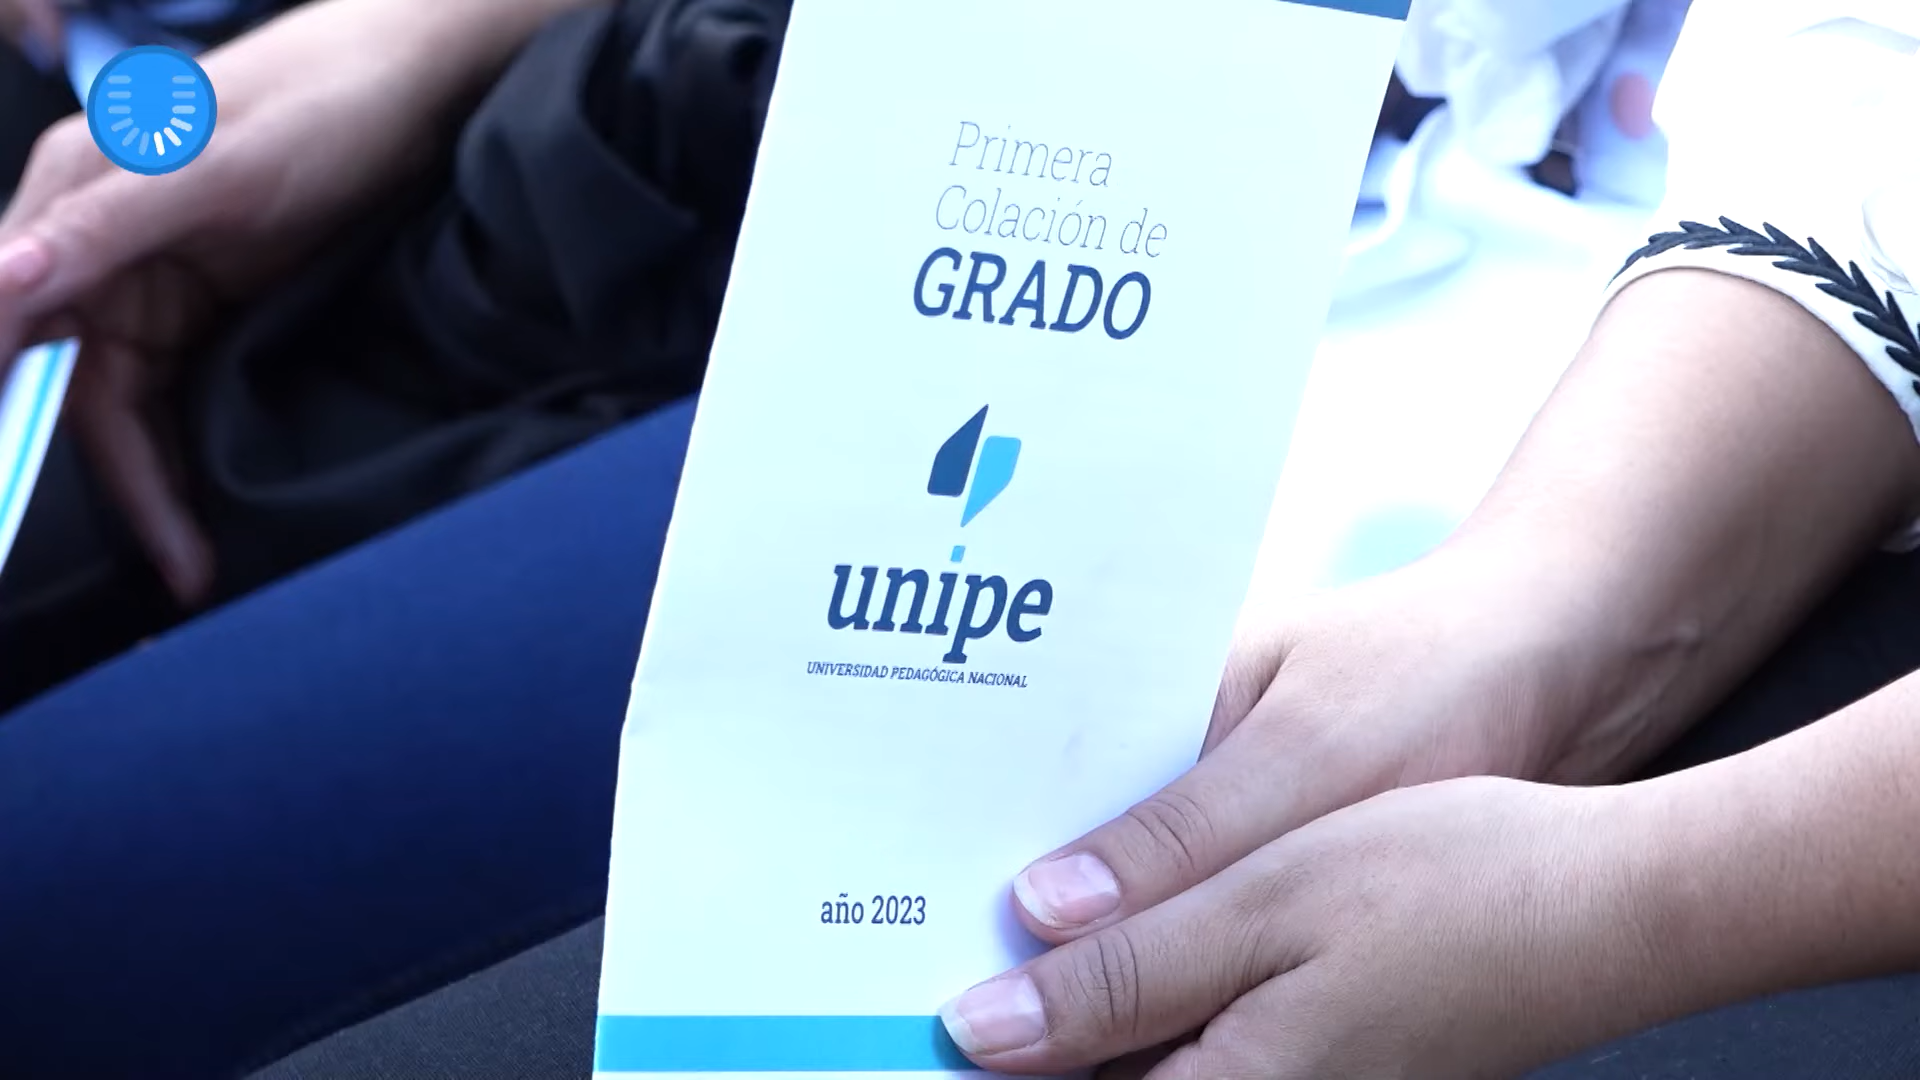 Primera
Colación de
GRADO
unipe
UNIVERSIDAD PEDAGÓGICA NACIONAL
año 2023